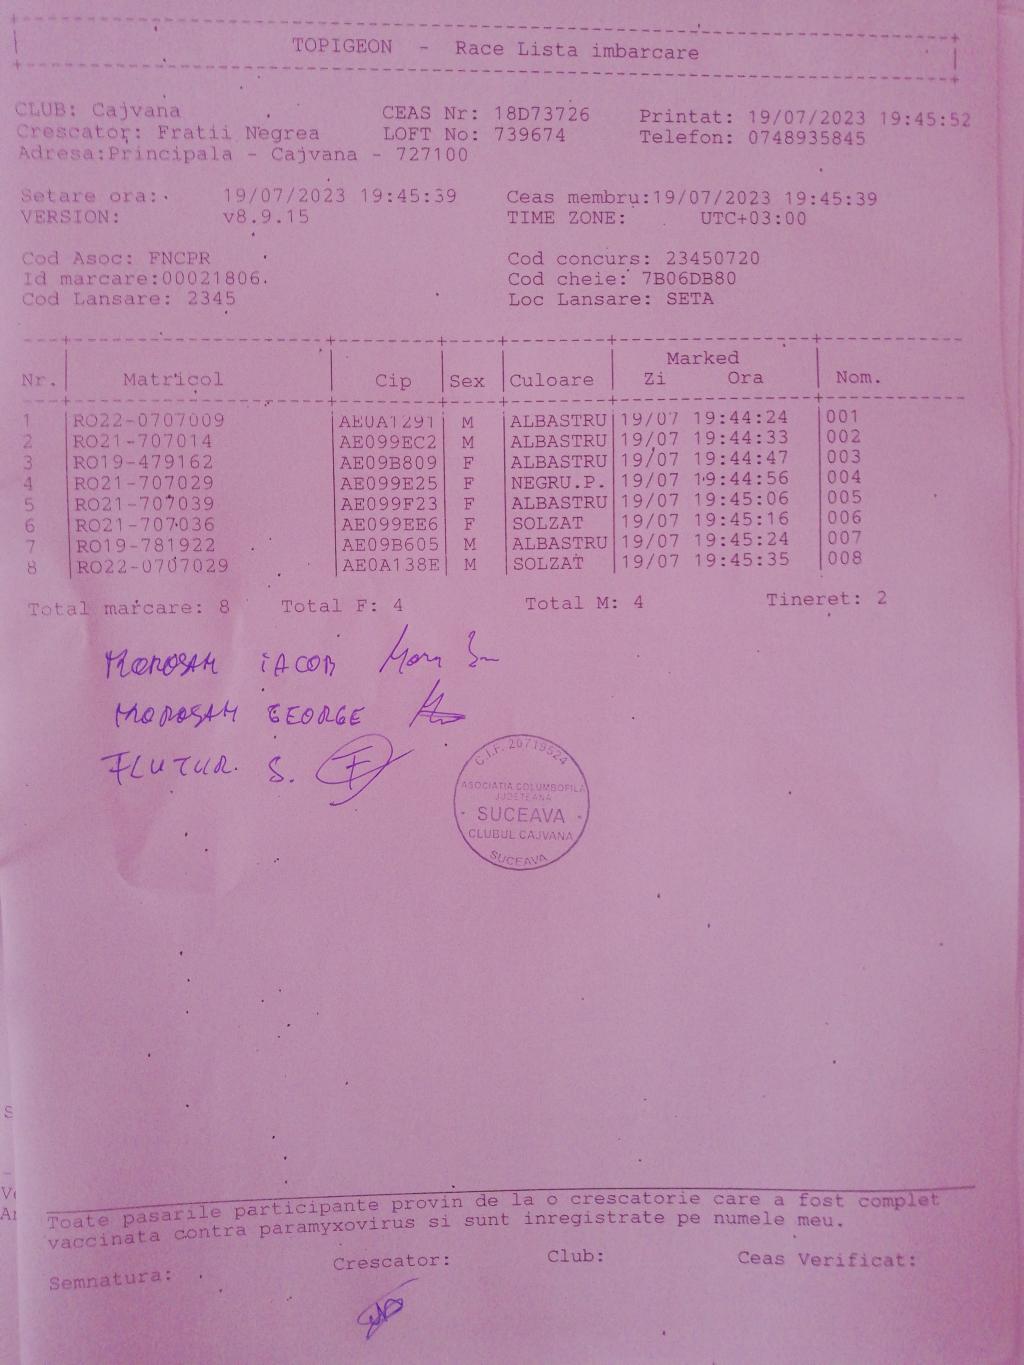 TOPIGEON - Race Lista imbarcare
CLUB: Cajvana CEAS Nr: 18D73726 Printat: 19/07/2023 19:45:52
Crescator: Fratii Negrea LOFT No: 739674 Telefon: 0748935845
Adresa:Principala - Cajvana - 727100
Setare ora: 19/07/2023 19:45:39 Ceas membru:19/07/2023 19:45:39
VERSION: v8.9.15 TIME ZONE: UTC+03:00
Cod Asoc: FNCPR Cod concurs: 23450720
Id marcare:00021806 Cod cheie: 7B06DB80
Cod Lansare: 2345 Loc Lansare: SETA
Marked
Nr. Matricol Cip Sex Culoare Zi Ora Nom.
1 RO22-0707009 AE0A1291 M ALBASTRU 19/07 19:44:24 001
2 RO21-707014 AE099EC2 M ALBASTRU 19/07 19:44:33 002
3 RO19-479162 AE09B809 F ALBASTRU 19/07 19:44:47 003
4 RO21-707029 AE099E25 F NEGRU.P. 19/07 19:44:56 004
5 RO21-707039 AE099F23 F ALBASTRU 19/07 19:45:06 005
6 RO21-707036 AE099EE6 F SOLZAT 19/07 19:45:16 006
7 RO19-781922 AE09B605 M ALBASTRU 19/07 19:45:24 007
8 RO22-0707029 AE0A138E M SOLZAT 19/07 19:45:35 008
Total marcare: 8 Total F: 4 Total M: 4 Tineret: 2
MOROSAN IACOB
MOROSAN GEORGE
FLUTUR. S. F
C.I.F. 20719524
ASOCIATIA COLUMBOFILA
JUDETEANA
SUCEAVA
CLUBUL CAJVANA
SUCEAVA
Toate pasarile participante provin de la o crescatorie care a fost complet
vaccinata contra paramyxovirus si sunt inregistrate pe numele meu.
Semnatura: Crescator: Club: Ceas Verificat: